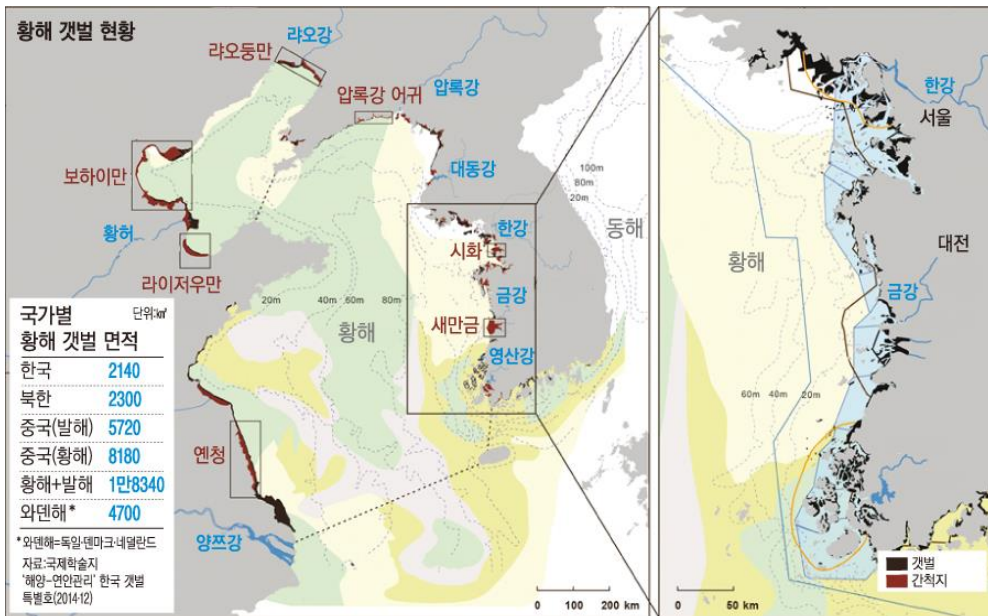 황해 갯벌 현황
랴오강
랴오둥만
압록강 어귀
압록강
보하이만
대동강
100m
80m
20m
황허
한강
동해
시화
라이저우만
금강
20m 40m 60m 80m
황해
새만금
영산강
국가별 단위:㎢
황해 갯벌 면적
한국 2140
북한 2300
중국(발해) 5720
중국(황해) 8180
황해+발해 1만8340
와덴해* 4700
*와덴해=독일·덴마크·네덜란드
자료:국제학술지
'해양-연안관리' 한국 갯벌
특별호(2014·12)
옌청
양쯔강
0 100 200 km
한강
서울
황해
대전
금강
60m 40m 20m
갯벌
간척지
0 50 km